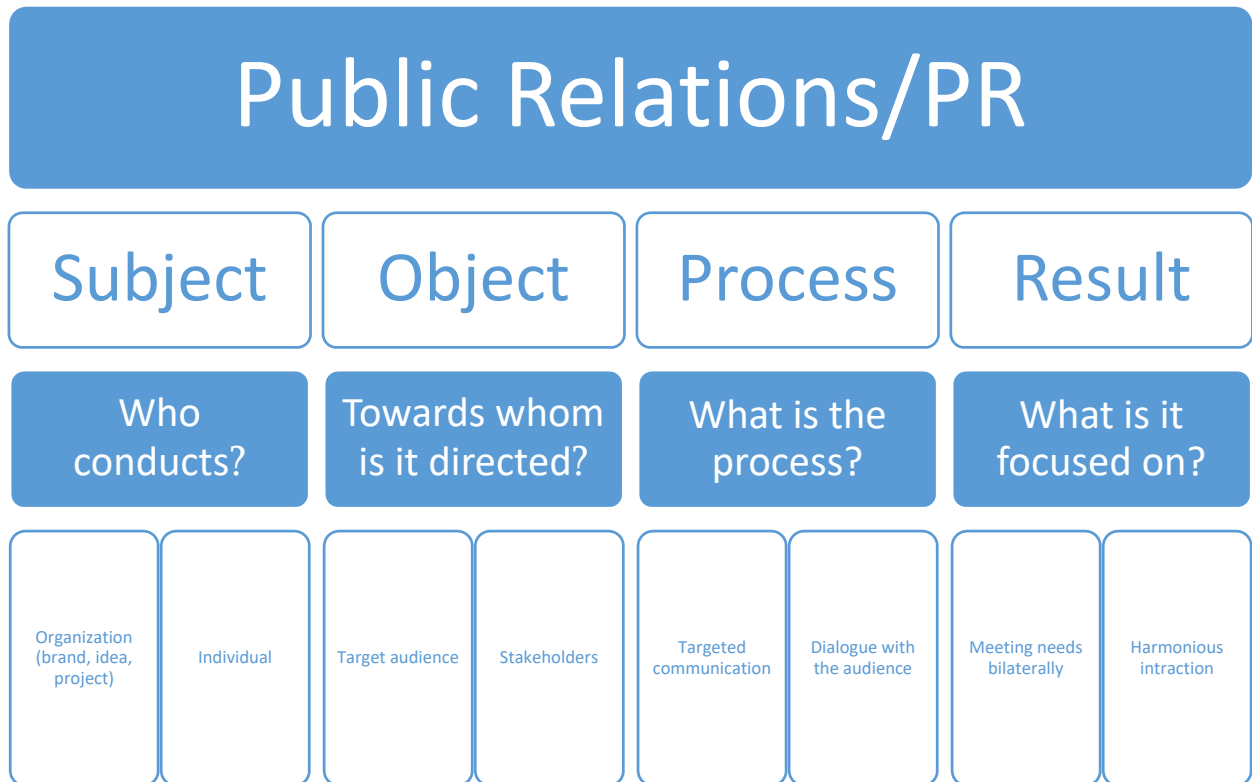 Public Relations/PR
Subject
Object
Process
Result
Who
conducts?
Towards whom
is it directed?
What is the
process?
What is it
focused on?
Organization
(brand, idea,
project)
Individual
Target audience
Stakeholders
Targeted
communication
Dialogue with
the audience
Meeting needs
bilaterally
Harmonious
intraction